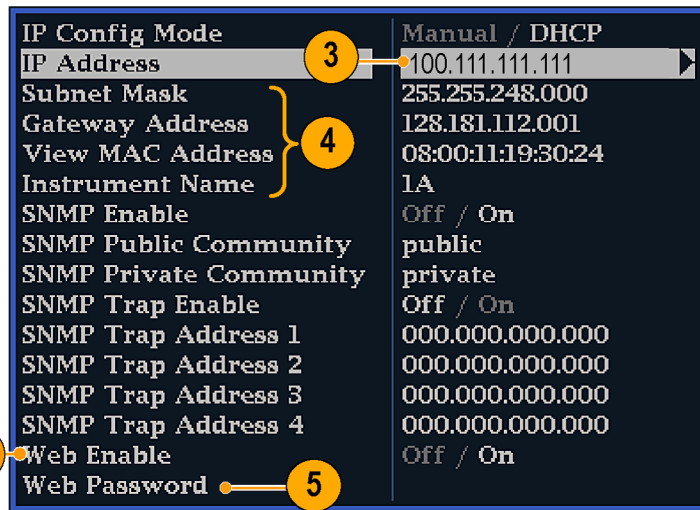 IP Config Mode Manual / DHCP
IP Address 3 100.111.111.111
Subnet Mask 255.255.248.000
Gateway Address 128.181.112.001
4
View MAC Address 08:00:11:19:30:24
Instrument Name 1A
SNMP Enable Off / On
SNMP Public Community public
SNMP Private Community private
SNMP Trap Enable Off / On
SNMP Trap Address 1 000.000.000.000
SNMP Trap Address 2 000.000.000.000
SNMP Trap Address 3 000.000.000.000
SNMP Trap Address 4 000.000.000.000
Web Enable Off / On
Web Password 5